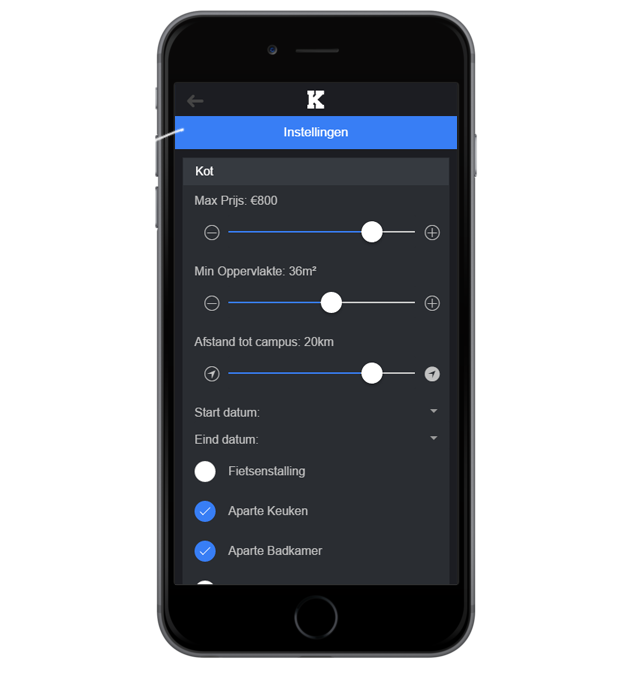 K
Instellingen
Kot
Max Prijs: €800
Min Oppervlakte: 36m²
Afstand tot campus: 20km
Start datum:
Eind datum:
Fietsenstalling
Aparte Keuken
Aparte Badkamer